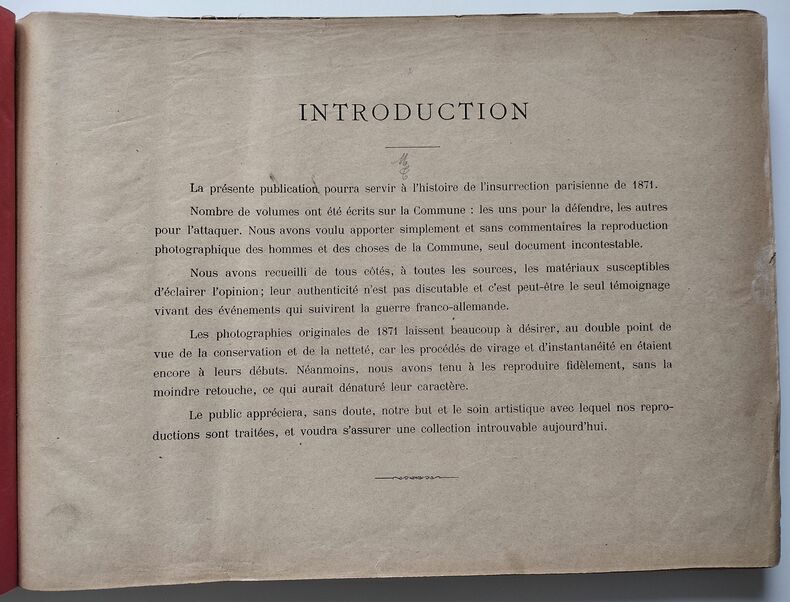 INTRODUCTION
La présente publication pourra servir à l'histoire de l'insurrection parisienne de 1871.
Nombre de volumes ont été écrits sur la Commune : les uns pour la défendre, les autres
pour l'attaquer. Nous avons voulu apporter simplement et sans commentaires la reproduction
photographique des hommes et des choses de la Commune, seul document incontestable.
Nous avons recueilli de tous côtés, à toutes les sources, les matériaux susceptibles
d'éclairer l'opinion; leur authenticité n'est pas discutable et c'est peut-être le seul témoignage
vivant des événements qui suivirent la guerre franco-allemande.
Les photographies originales de 1871 laissent beaucoup à désirer, au double point de
vue de la conservation et de la netteté, car les procédés de virage et d'instantanéité en étaient
encore à leurs débuts. Néanmoins, nous avons tenu à les reproduire fidèlement, sans la
moindre retouche, ce qui aurait dénaturé leur caractère.
Le public appréciera, sans doute, notre but et le soin artistique avec lequel nos repro-
ductions sont traitées, et voudra s'assurer une collection introuvable aujourd'hui.